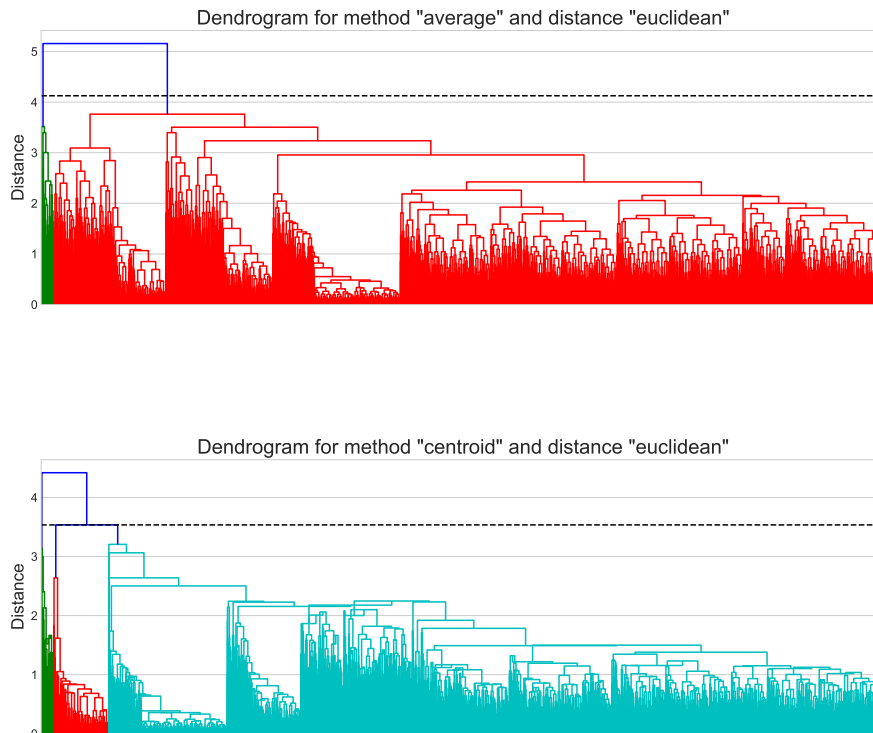 Dendrogram for method "average" and distance "euclidean"
5
4
3
2
1
0
Distance
Dendrogram for method "centroid" and distance "euclidean"
4
3
2
1
0
Distance